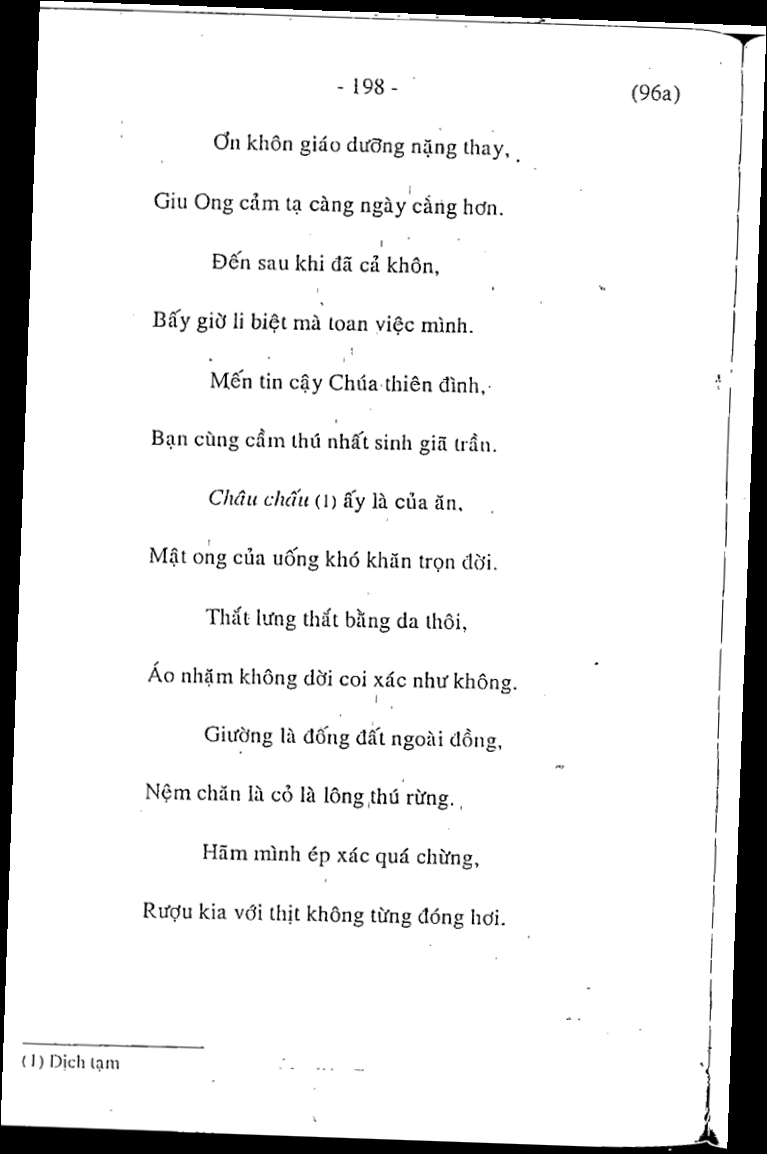 - 198 -
(96a)
Ơn khôn giáo dưỡng nặng thay,
Giu Ong cảm tạ càng ngày cằng hơn.
Đến sau khi đã cả khôn,
Bấy giờ li biệt mà toan việc mình.
Mến tin cậy Chúa thiên đình,
Bạn cùng cầm thú nhất sinh giã trần.
Châu chấu (1) ấy là của ăn,
Mật ong của uống khó khăn trọn đời.
Thắt lưng thắt bằng da thôi,
Áo nhặm không dời coi xác như không.
Giường là đống đất ngoài đồng,
Nệm chăn là cỏ là lông thú rừng.
Hãm mình ép xác quá chừng,
Rượu kia với thịt không từng đóng hơi.
(1) Dịch tạm